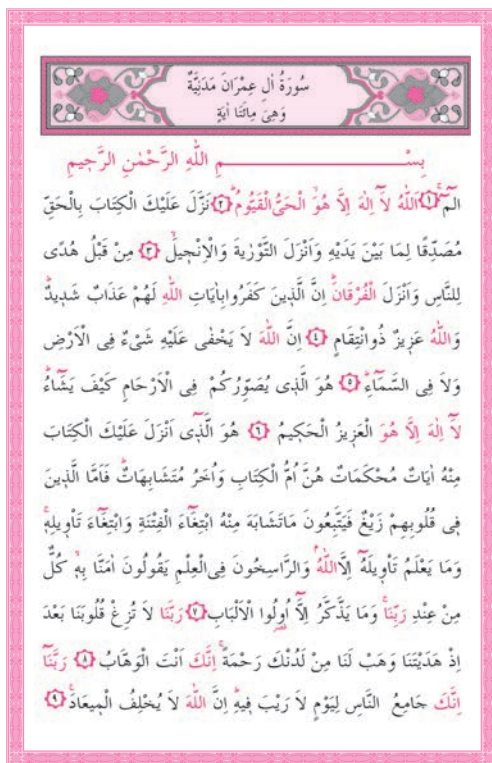 سُورَةُ اٰلِ عِمْرَانَ مَدَنِيَّةٌ
وَهِيَ مِائَتَا اٰيَةٍ
بِسْمِ اللّٰهِ الرَّحْمٰنِ الرَّحِيمِ
الٓمٓ ﴿١﴾ اَللّٰهُ لَٓا اِلٰهَ اِلَّا هُوَۙ الْحَيُّ الْقَيُّومُۜ ﴿٢﴾ نَزَّلَ عَلَيْكَ الْكِتَابَ بِالْحَقِّ
مُصَدِّقًا لِمَا بَيْنَ يَدَيْهِ وَاَنْزَلَ التَّوْرٰيةَ وَالْاِنْجِيلَۙ ﴿٣﴾ مِنْ قَبْلُ هُدًى
لِلنَّاسِ وَاَنْزَلَ الْفُرْقَانَۜ اِنَّ الَّذِينَ كَفَرُوا بِاٰيَاتِ اللّٰهِ لَهُمْ عَذَابٌ شَدِيدٌۜ
وَاللّٰهُ عَزِيزٌ ذُوانْتِقَامٍ ﴿٤﴾ اِنَّ اللّٰهَ لَا يَخْفٰى عَلَيْهِ شَيْءٌ فِى الْاَرْضِ
وَلَا فِى السَّمَٓاءِۜ ﴿٥﴾ هُوَ الَّذِى يُصَوِّرُكُمْ فِى الْاَرْحَامِ كَيْفَ يَشَٓاءُۜ
لَٓا اِلٰهَ اِلَّا هُوَ الْعَزِيزُ الْحَكِيمُ ﴿٦﴾ هُوَ الَّذِٓى اَنْزَلَ عَلَيْكَ الْكِتَابَ
مِنْهُ اٰيَاتٌ مُحْكَمَاتٌ هُنَّ اُمُّ الْكِتَابِ وَاُخَرُ مُتَشَابِهَاتٌۜ فَاَمَّا الَّذِينَ
فِى قُلُوبِهِمْ زَيْغٌ فَيَتَّبِعُونَ مَاتَشَابَهَ مِنْهُ ابْتِغَٓاءَ الْفِتْنَةِ وَابْتِغَٓاءَ تَأْوِيلِهِۚ
وَمَا يَعْلَمُ تَأْوِيلَهُٓ اِلَّا اللّٰهُۢ وَالرَّاسِخُونَ فِى الْعِلْمِ يَقُولُونَ اٰمَنَّا بِهِۙ كُلٌّ
مِنْ عِنْدِ رَبِّنَاۚ وَمَا يَذَّكَّرُ اِلَّٓا اُولُوا الْاَلْبَابِ ﴿٧﴾ رَبَّنَا لَا تُزِغْ قُلُوبَنَا بَعْدَ
اِذْ هَدَيْتَنَا وَهَبْ لَنَا مِنْ لَدُنْكَ رَحْمَةًۚ اِنَّكَ اَنْتَ الْوَهَّابُ ﴿٨﴾ رَبَّنَٓا
اِنَّكَ جَامِعُ النَّاسِ لِيَوْمٍ لَا رَيْبَ فِيهِۜ اِنَّ اللّٰهَ لَا يُخْلِفُ الْمِيعَادَ۟ ﴿٩﴾